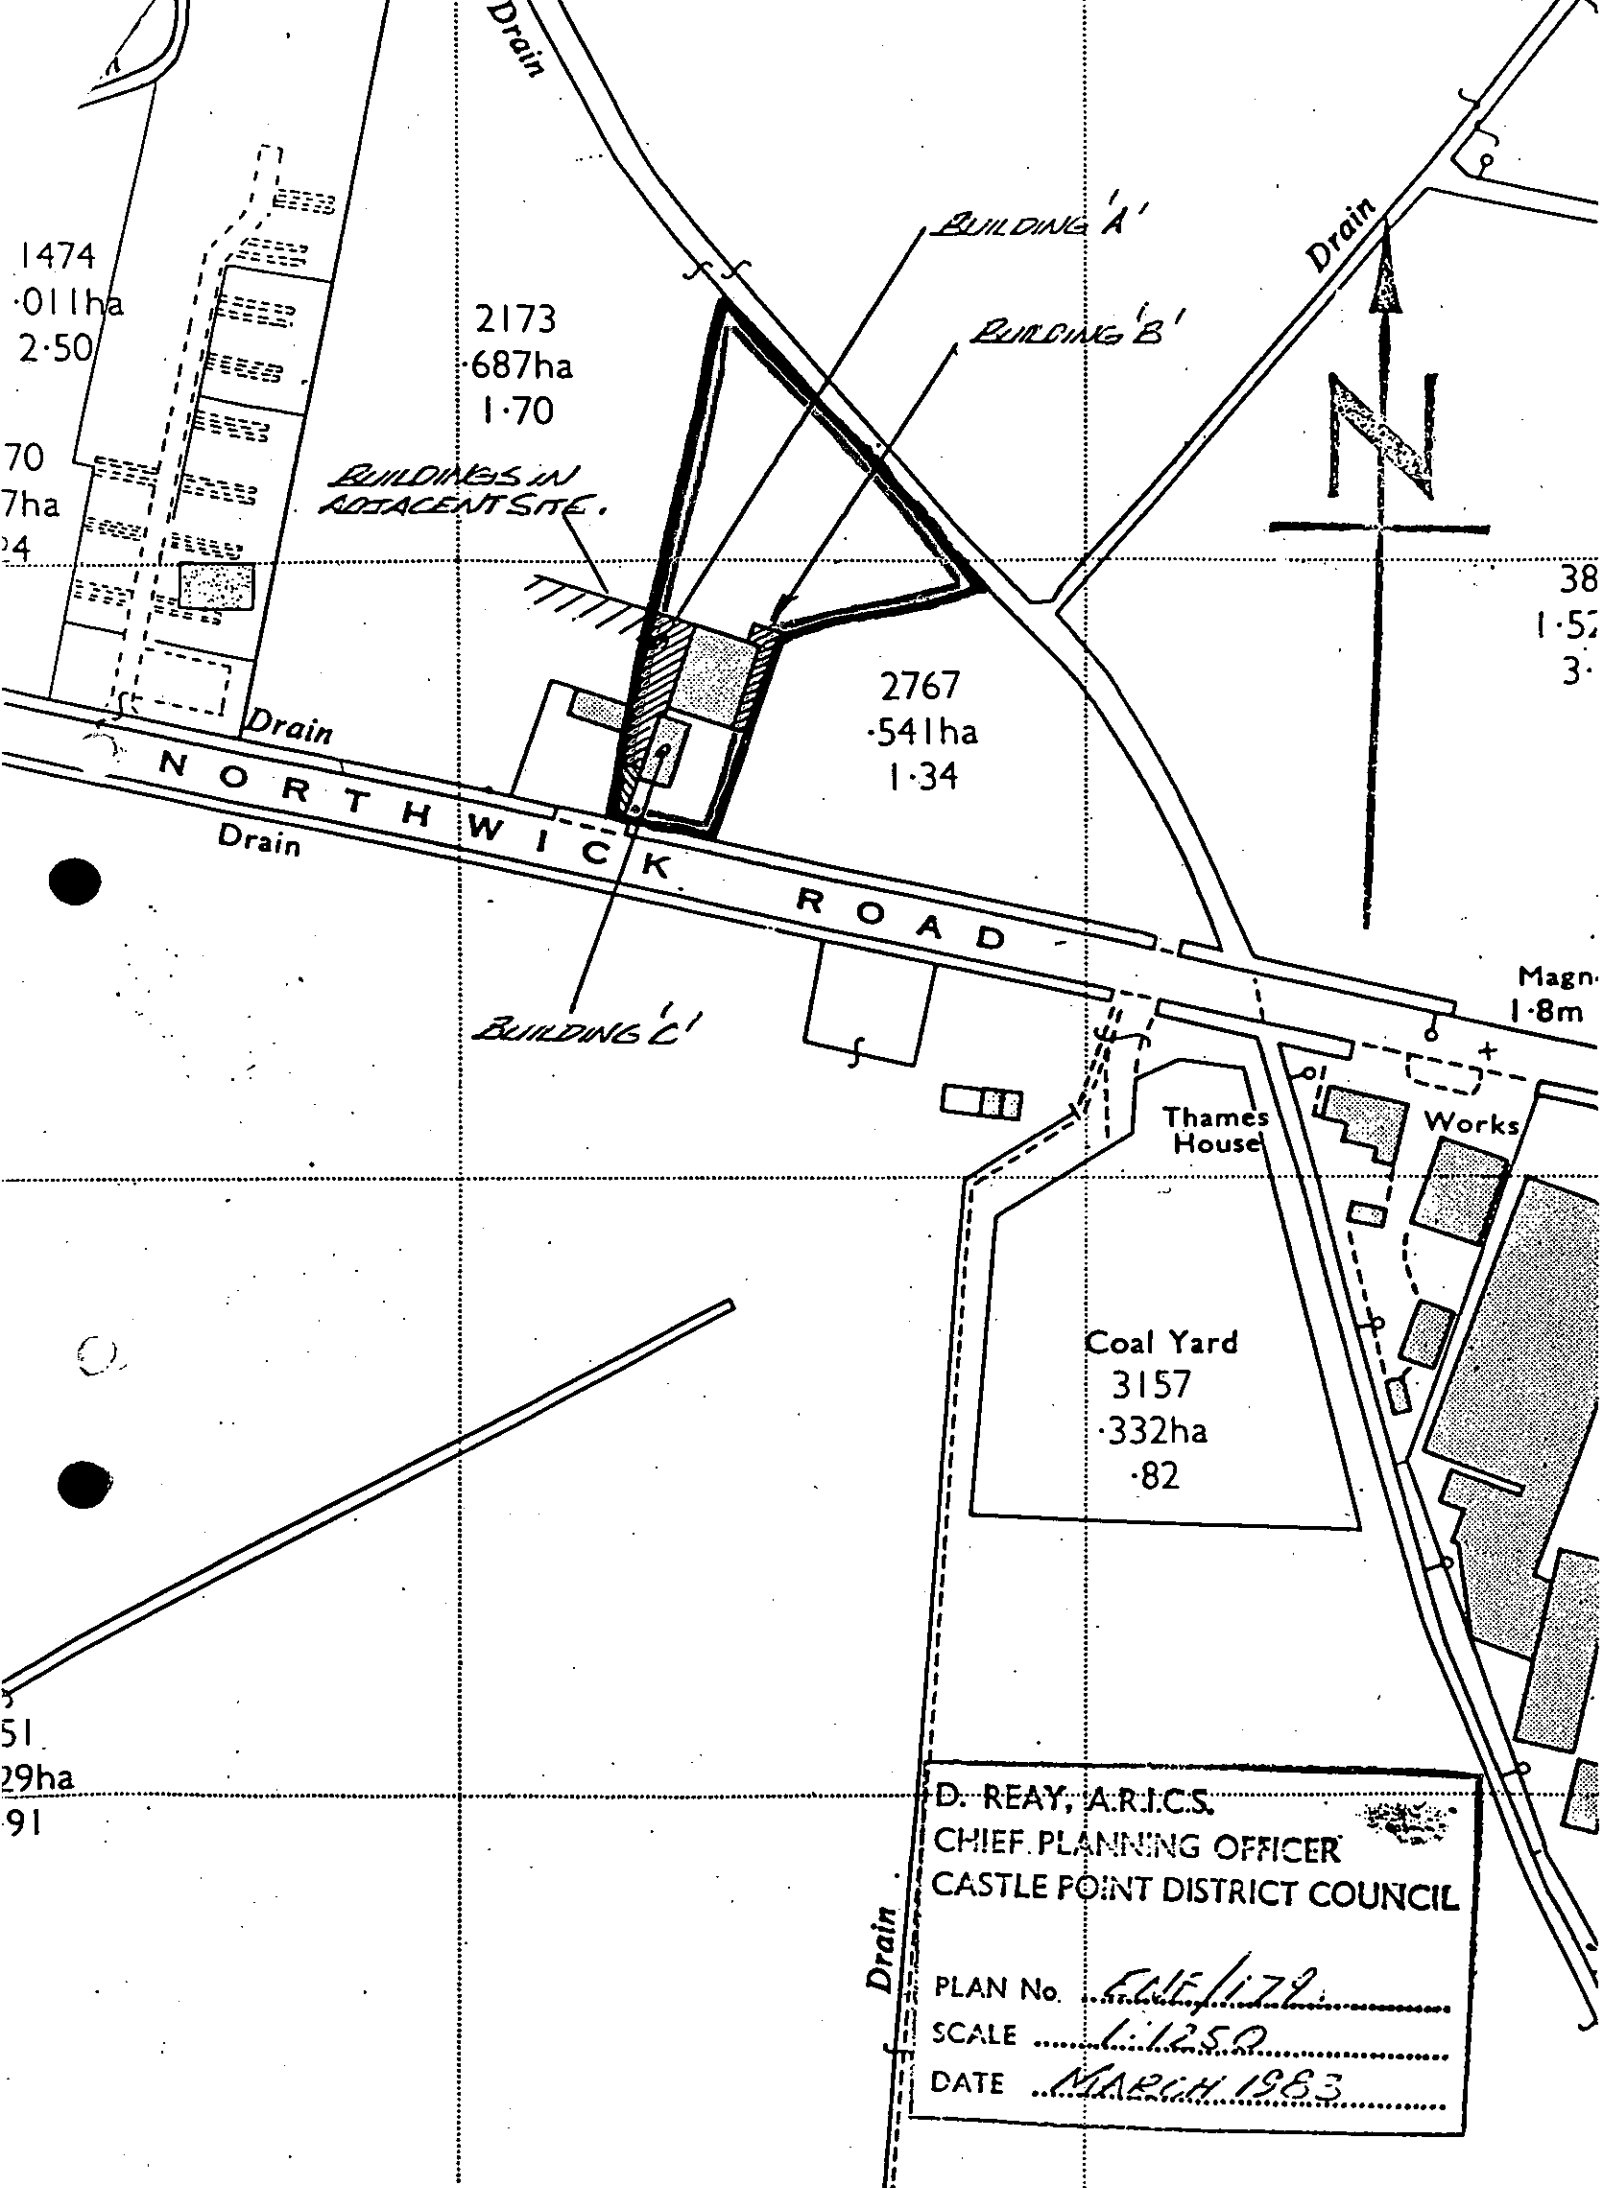 Drain
BUILDING 'A'
Drain
1474
·011ha
2·50
2173
·687ha
1·70
BUILDING 'B'
N
70
7ha
BUILDINGS IN
ADJACENT SITE.
38
1·52
3·
2767
·541ha
1·34
Drain
NORTHWICK ROAD
Drain
BUILDING 'C'
Magn
1·8m
Thames
House
Works
Coal Yard
3157
·332ha
·82
51
29ha
·91
D. REAY, A.R.I.C.S.
CHIEF PLANNING OFFICER
CASTLE POINT DISTRICT COUNCIL
Drain
PLAN No. ENF/179.
SCALE 1:1250
DATE MARCH 1983